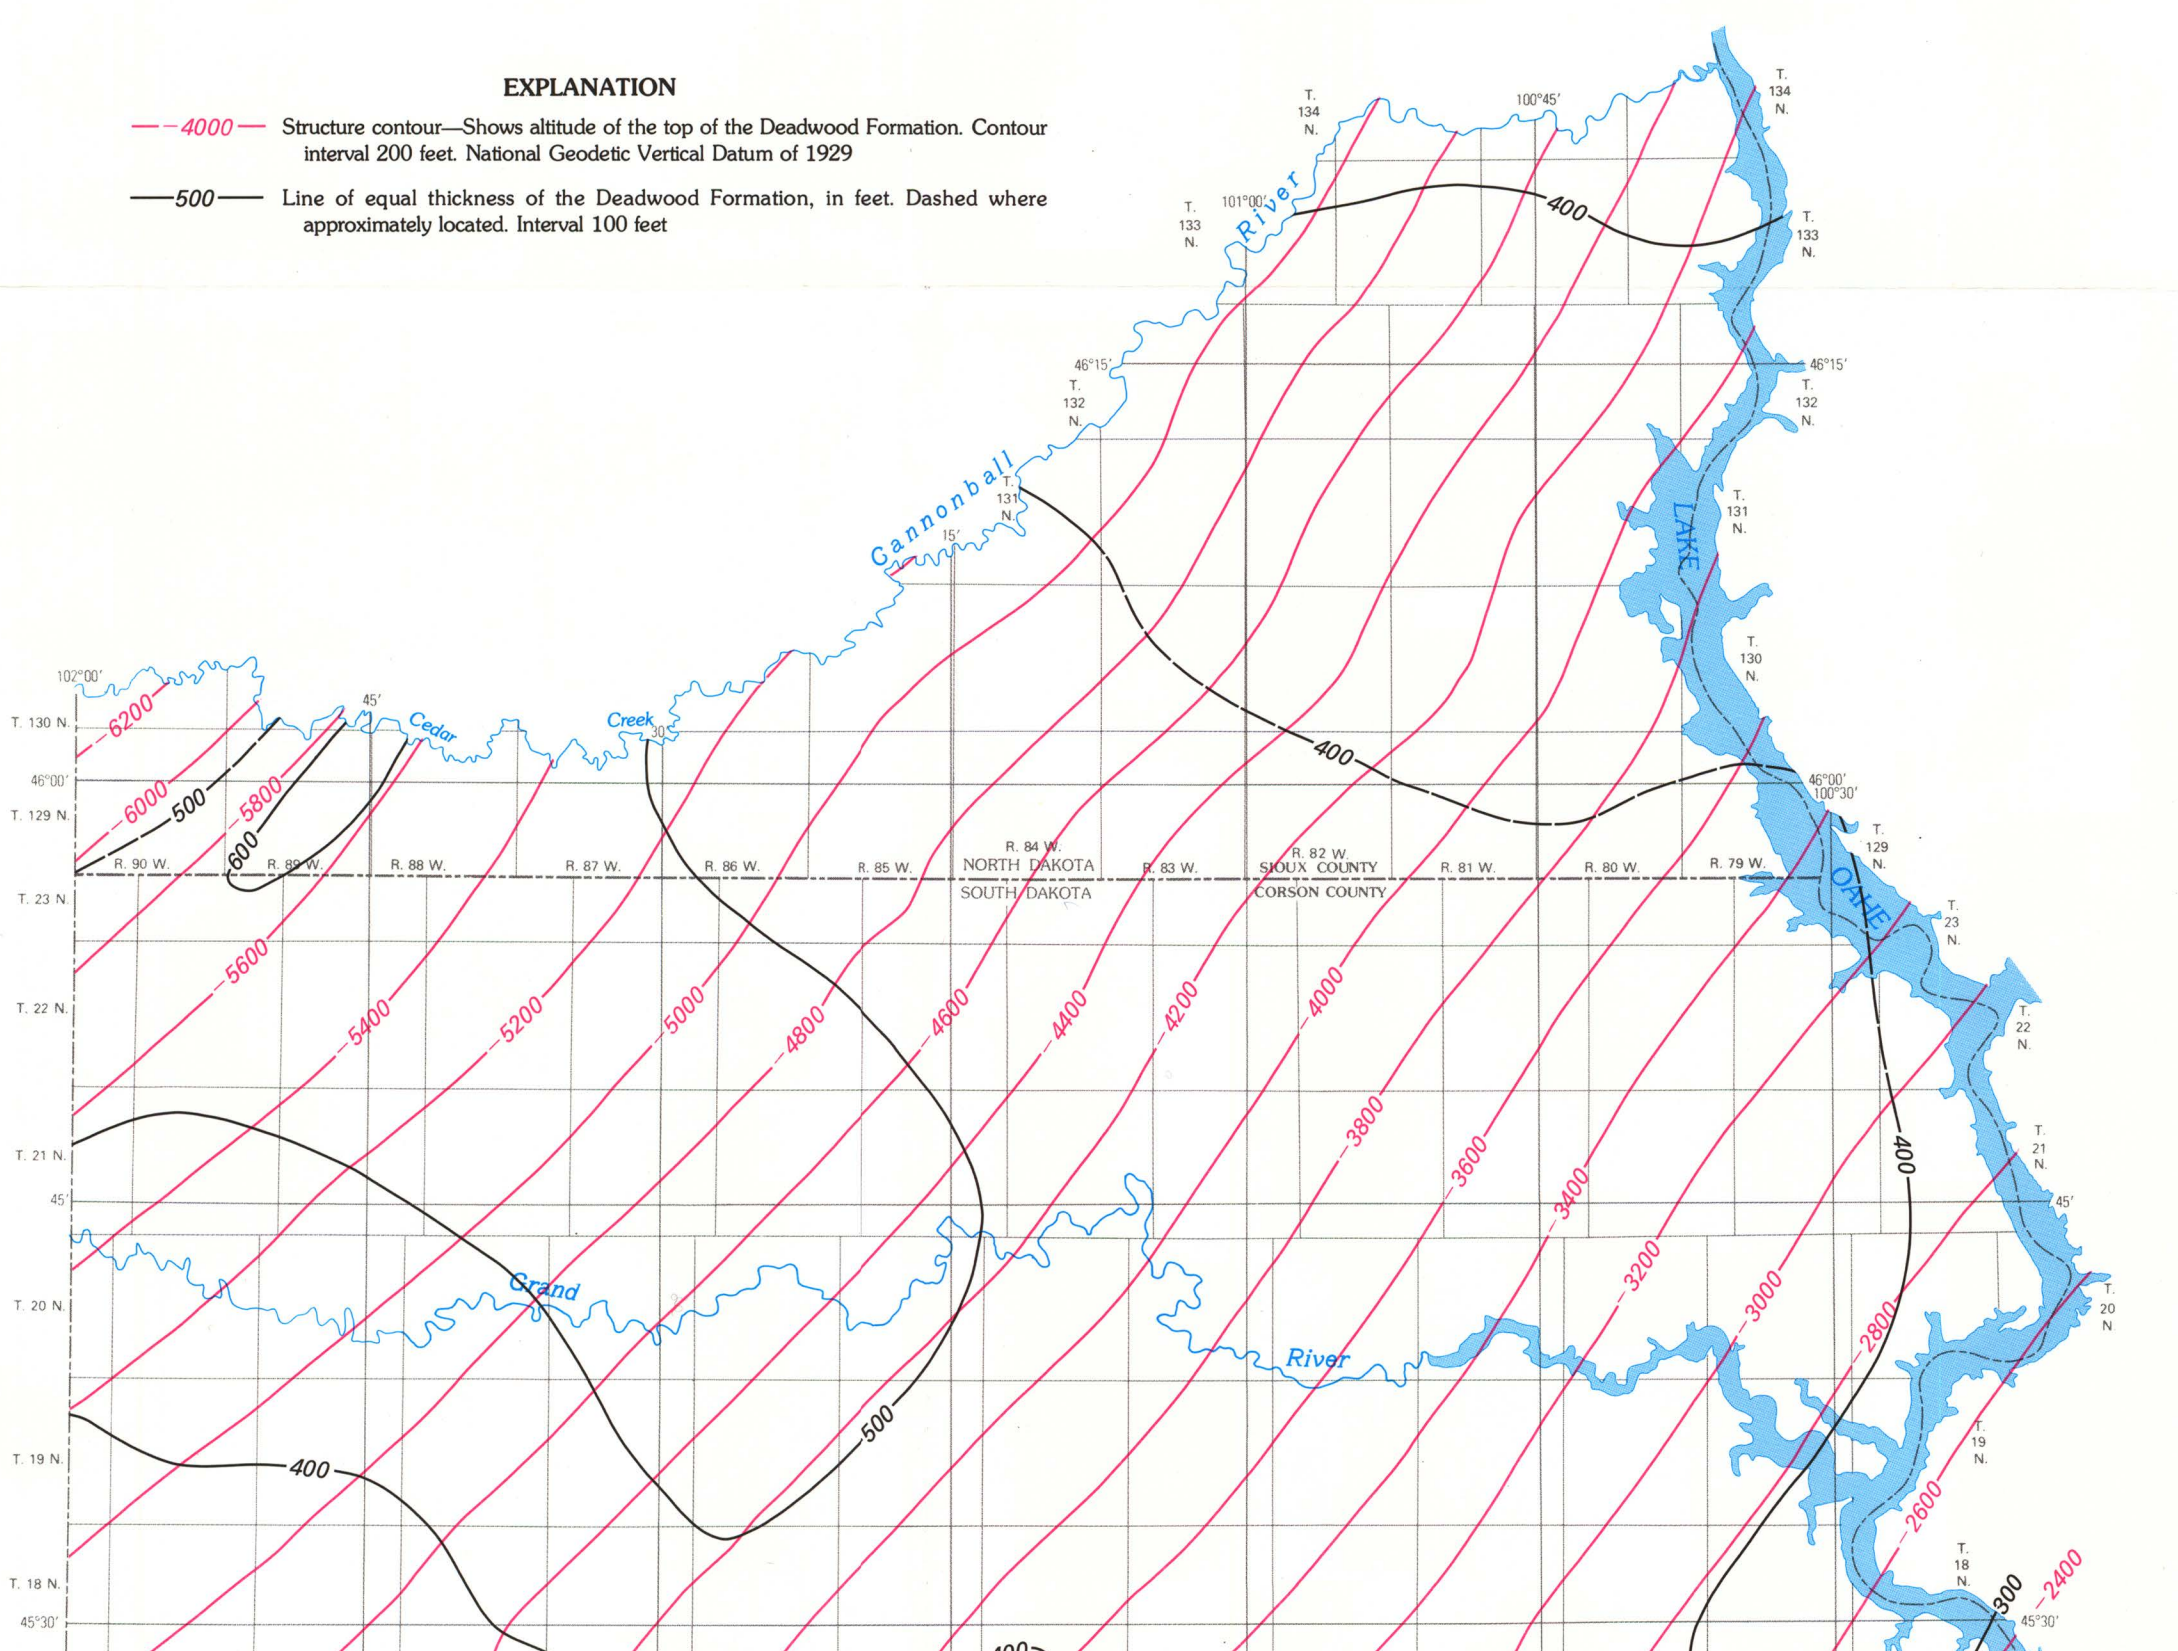 EXPLANATION
4000 Structure contour—Shows altitude of the top of the Deadwood Formation. Contour
interval 200 feet. National Geodetic Vertical Datum of 1929
500 Line of equal thickness of the Deadwood Formation, in feet. Dashed where
approximately located. Interval 100 feet
T.
134
N.
100°45'
T.
134
N.
T.
133
N.
101°00'
River
400
T.
133
N.
46°15'
46°15'
T.
132
N.
T.
132
N.
Cannonball
T.
131
N.
15'
LAKE
T.
131
N.
T.
130
N.
102°00'
6200
45'
T. 130 N.
Cedar
Creek
30'
400
46°00'
6000
500
5800
46°00'
100°30'
T. 129 N.
600
T.
129
N.
R. 90 W.
R. 89 W.
R. 88 W.
R. 87 W.
R. 86 W.
R. 85 W.
R. 84 W.
R. 83 W.
R. 82 W.
R. 81 W.
R. 80 W.
R. 79 W.
NORTH DAKOTA
SIOUX COUNTY
SOUTH DAKOTA
CORSON COUNTY
OAHE
T. 23 N.
T.
23
N.
5600
T. 22 N.
5400
5200
5000
4800
4600
4400
4200
4000
T.
22
N.
3800
3600
3400
400
T. 21 N.
T.
21
N.
45'
45'
Grand
3200
3000
2800
T. 20 N.
T.
20
N
River
500
T. 19 N.
400
T.
19
N.
2600
T. 18 N.
T.
18
N.
300
2400
45°30'
45°30'